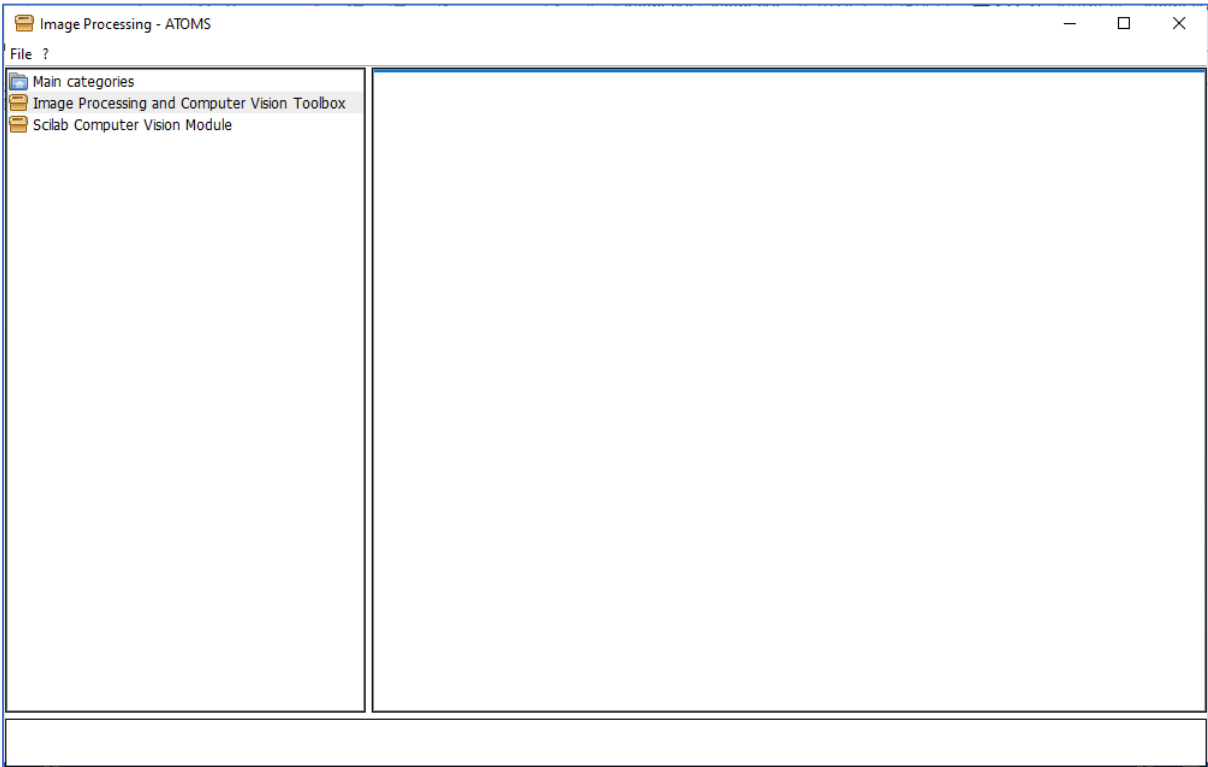 Image Processing - ATOMS
File ?
Main categories
Image Processing and Computer Vision Toolbox
Scilab Computer Vision Module